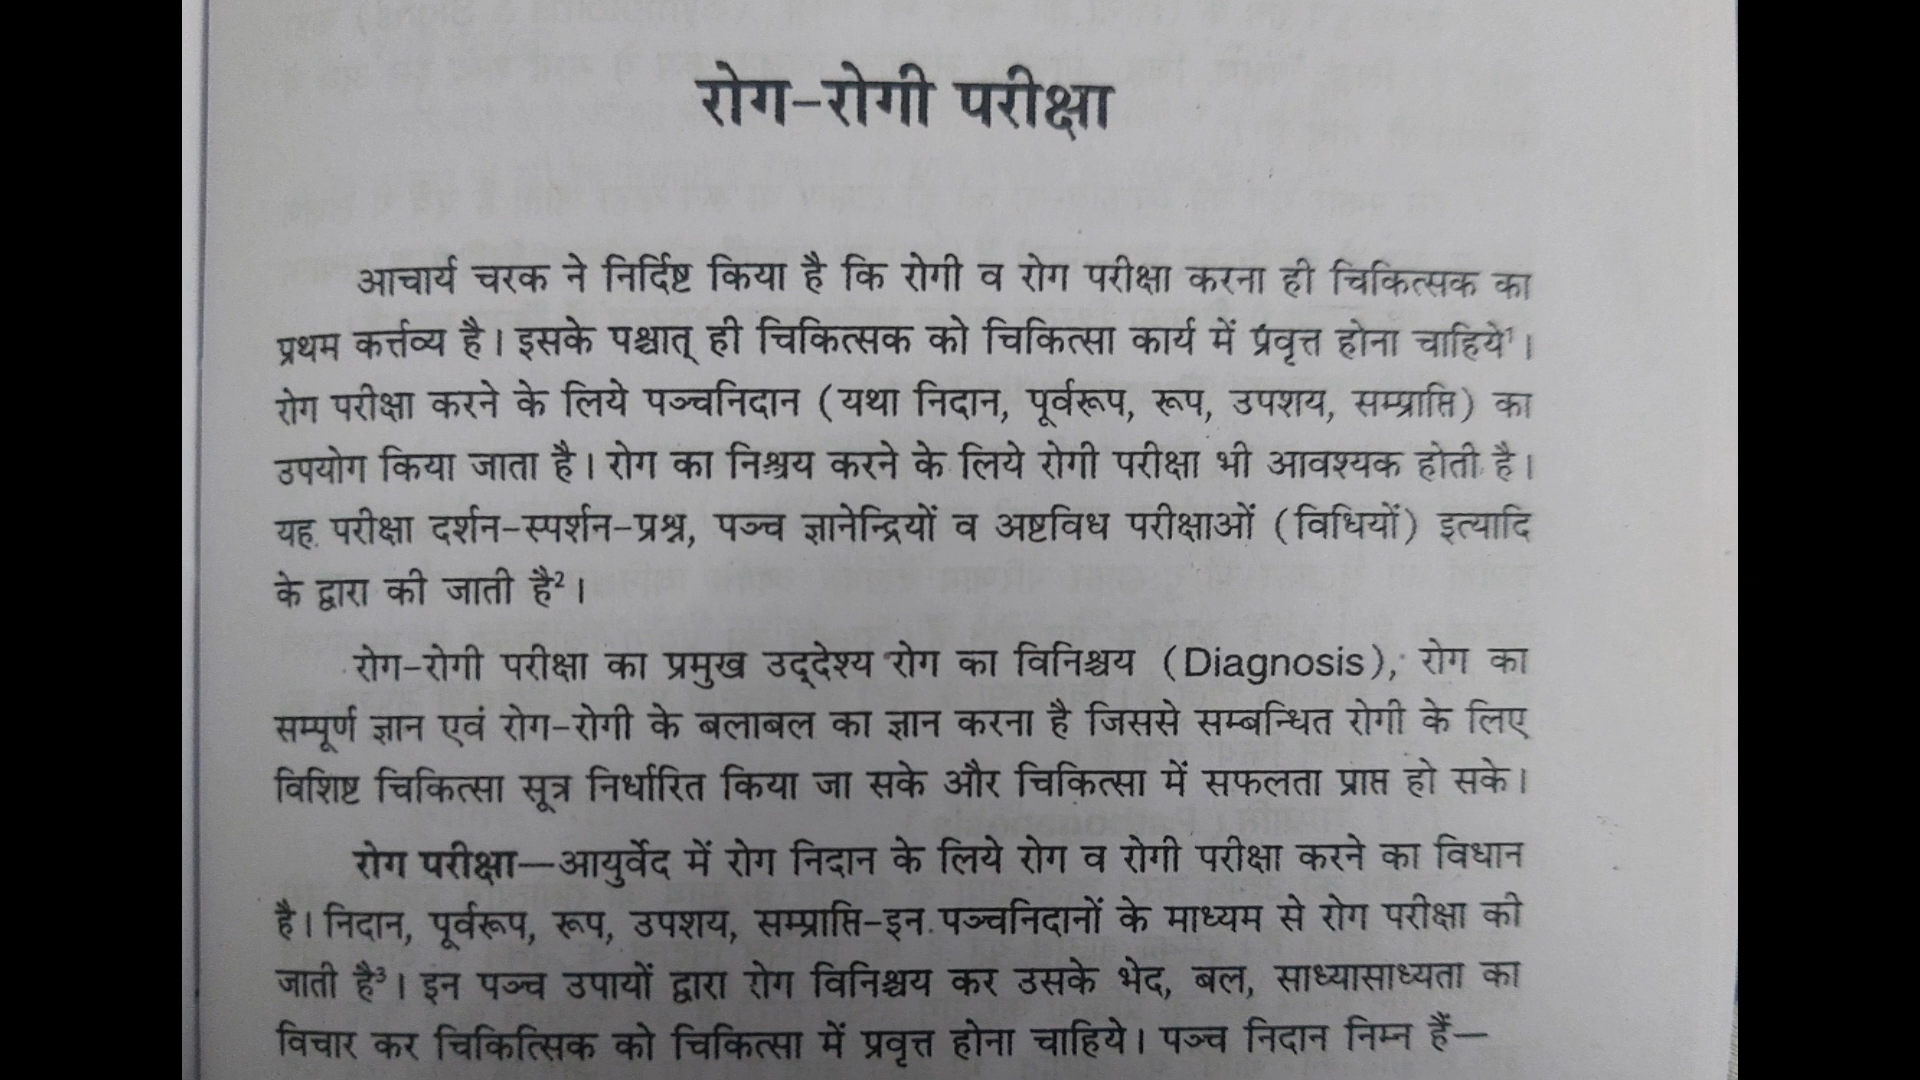 रोग-रोगी परीक्षा
आचार्य चरक ने निर्दिष्ट किया है कि रोगी व रोग परीक्षा करना ही चिकित्सक का
प्रथम कर्त्तव्य है। इसके पश्चात् ही चिकित्सक को चिकित्सा कार्य में प्रवृत्त होना चाहिये¹।
रोग परीक्षा करने के लिये पञ्चनिदान (यथा निदान, पूर्वरूप, रूप, उपशय, सम्प्राप्ति) का
उपयोग किया जाता है। रोग का निश्चय करने के लिये रोगी परीक्षा भी आवश्यक होती है।
यह परीक्षा दर्शन-स्पर्शन-प्रश्न, पञ्च ज्ञानेन्द्रियों व अष्टविध परीक्षाओं (विधियों) इत्यादि
के द्वारा की जाती है²।
रोग-रोगी परीक्षा का प्रमुख उद्देश्य रोग का विनिश्चय (Diagnosis), रोग का
सम्पूर्ण ज्ञान एवं रोग-रोगी के बलाबल का ज्ञान करना है जिससे सम्बन्धित रोगी के लिए
विशिष्ट चिकित्सा सूत्र निर्धारित किया जा सके और चिकित्सा में सफलता प्राप्त हो सके।
रोग परीक्षा—आयुर्वेद में रोग निदान के लिये रोग व रोगी परीक्षा करने का विधान
है। निदान, पूर्वरूप, रूप, उपशय, सम्प्राप्ति-इन पञ्चनिदानों के माध्यम से रोग परीक्षा की
जाती है³। इन पञ्च उपायों द्वारा रोग विनिश्चय कर उसके भेद, बल, साध्यासाध्यता का
विचार कर चिकित्सिक को चिकित्सा में प्रवृत्त होना चाहिये। पञ्च निदान निम्न हैं—